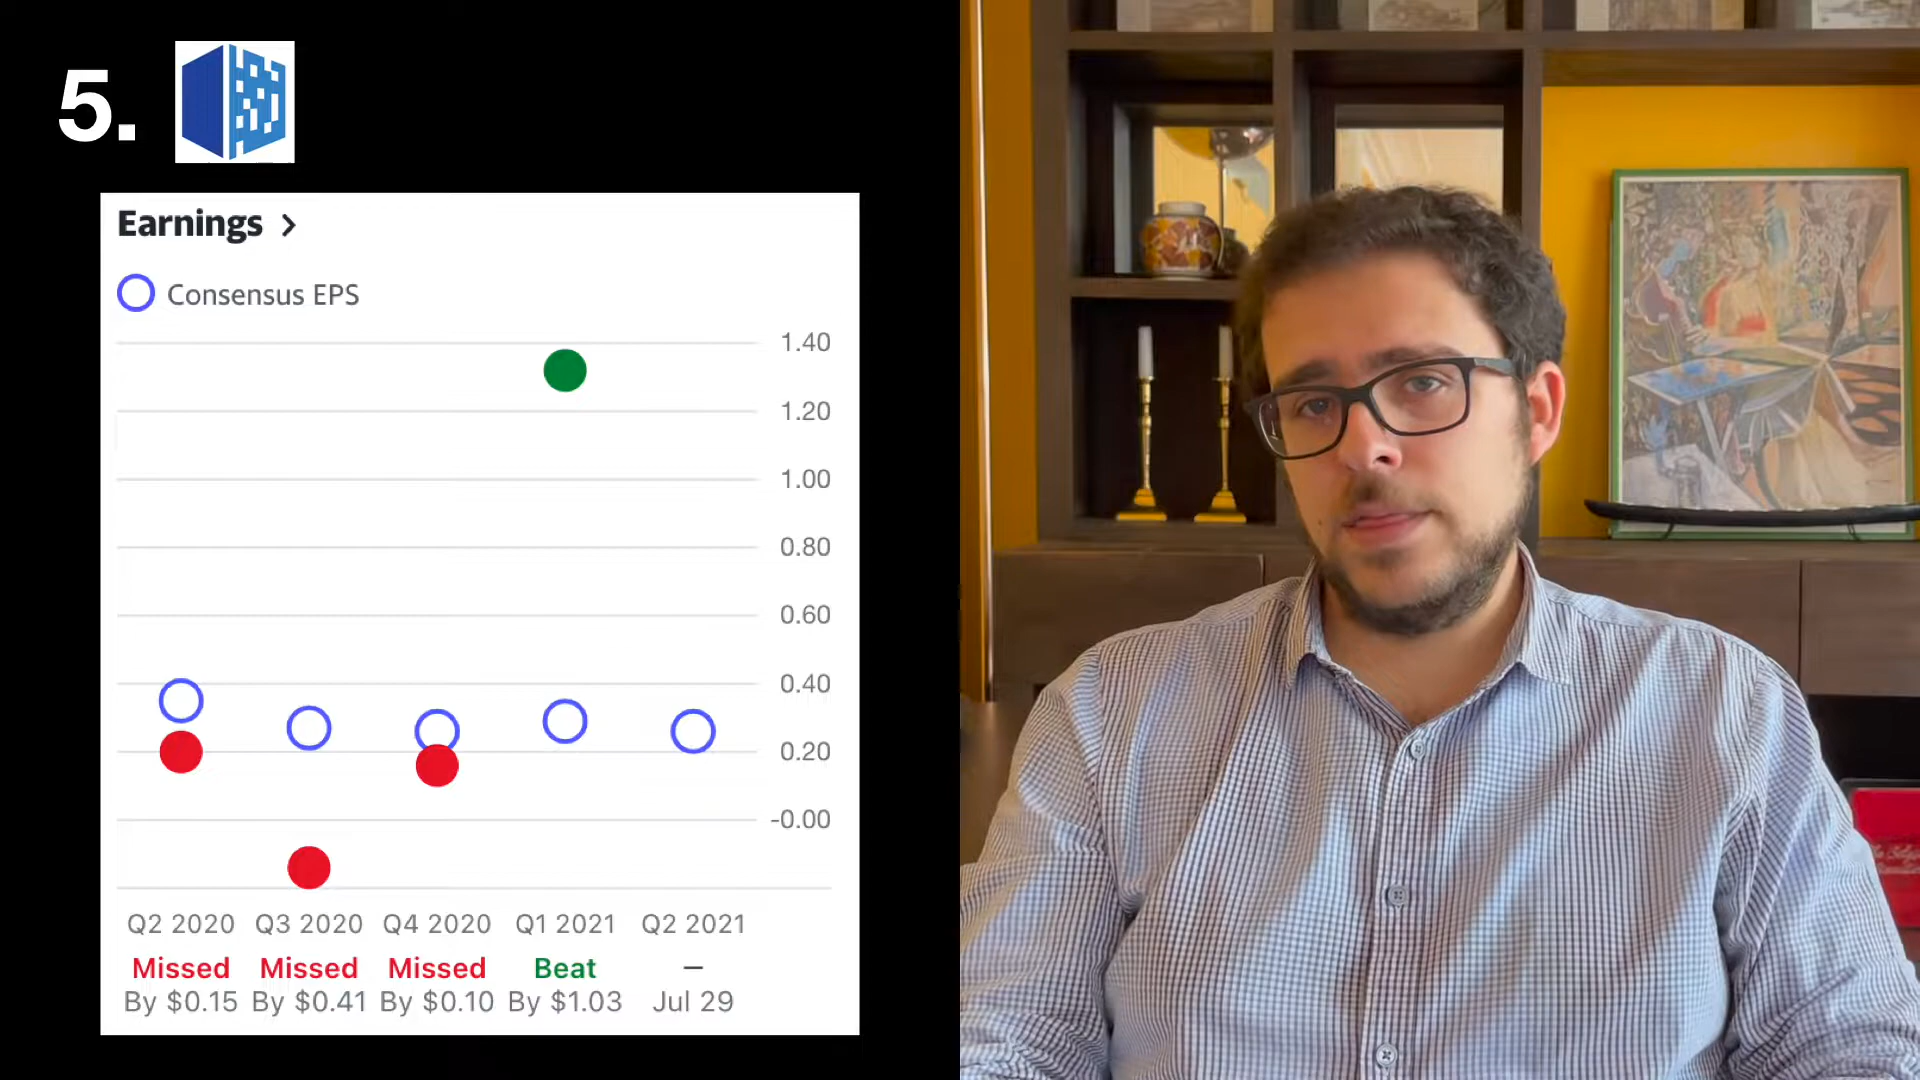 5.
Earnings >
Consensus EPS
1.40
1.20
1.00
0.80
0.60
0.40
0.20
-0.00
Q2 2020 Q3 2020 Q4 2020 Q1 2021 Q2 2021
Missed Missed Missed Beat —
By $0.15 By $0.41 By $0.10 By $1.03 Jul 29